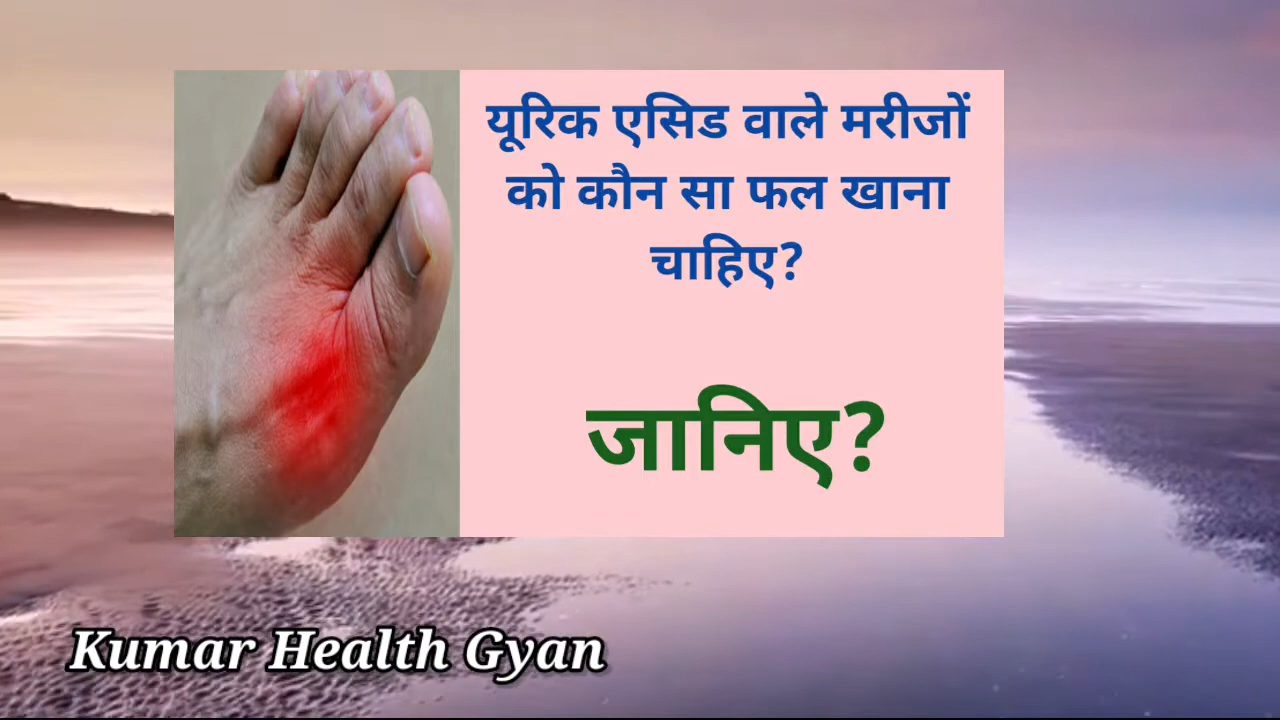 यूरिक एसिड वाले मरीजों
को कौन सा फल खाना
चाहिए?
जानिए?
Kumar Health Gyan